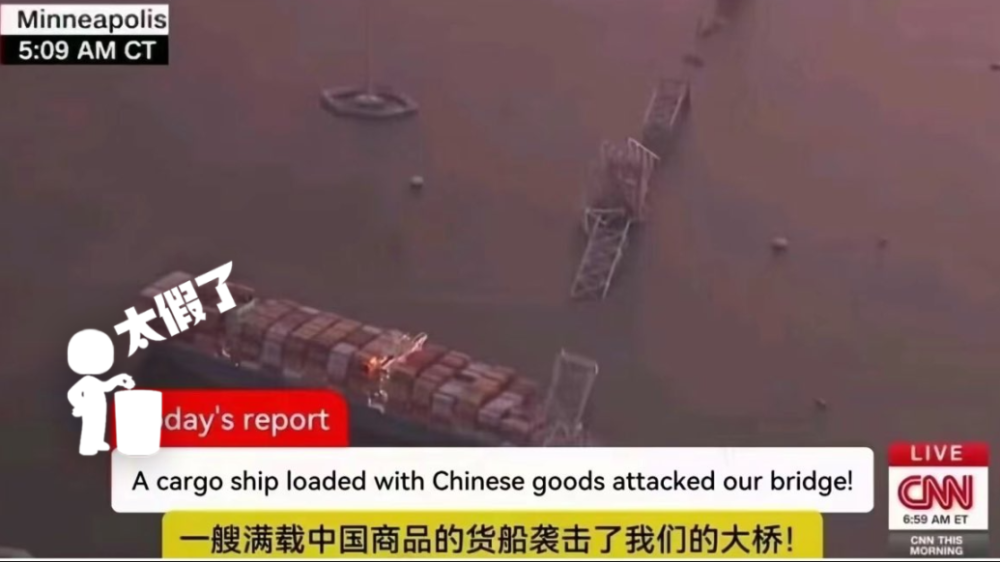 Minneapolis
5:09 AM CT
太假了
day's report
A cargo ship loaded with Chinese goods attacked our bridge!
一艘满载中国商品的货船袭击了我们的大桥!
LIVE
CNN
6:59 AM ET
CNN THIS
MORNING